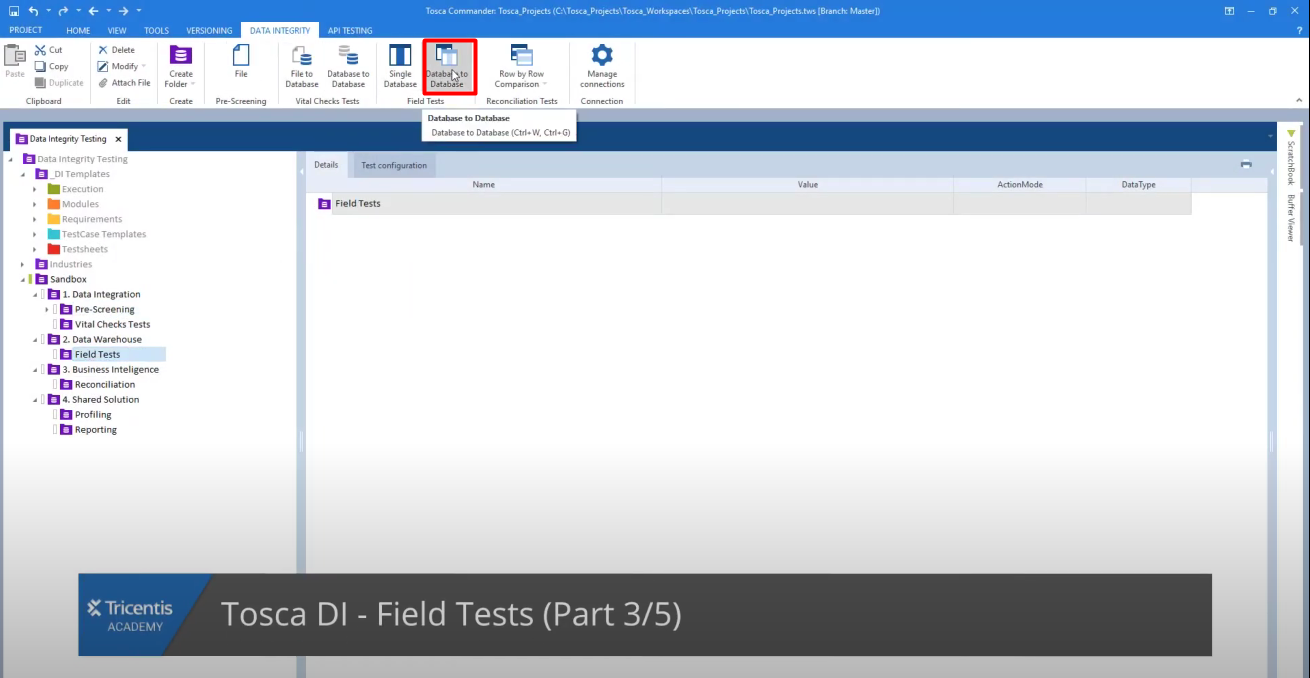 Tosca Commander: Tosca_Projects (C:\Tosca_Projects\Tosca_Workspaces\Tosca_Projects\Tosca_Projects.tws [Branch: Master])
PROJECT HOME VIEW TOOLS VERSIONING DATA INTEGRITY API TESTING ?
Paste
Cut
Copy
Duplicate
Clipboard
Delete
Modify
Attach File
Edit
Create
Folder
Create
File
Pre-Screening
File to
Database
Database to
Database
Vital Checks Tests
Single
Database
Database to
Database
Field Tests
Row by Row
Comparison
Reconciliation Tests
Manage
connections
Connection
Database to Database
Database to Database (Ctrl+W, Ctrl+G)
Data Integrity Testing
Data Integrity Testing
_DI Templates
Execution
Modules
Requirements
TestCase Templates
Testsheets
Industries
Sandbox
1. Data Integration
Pre-Screening
Vital Checks Tests
2. Data Warehouse
Field Tests
3. Business Inteligence
Reconciliation
4. Shared Solution
Profiling
Reporting
Details Test configuration
Name Value ActionMode DataType
Field Tests
ScratchBook
Buffer Viewer
Tricentis
ACADEMY
Tosca DI - Field Tests (Part 3/5)